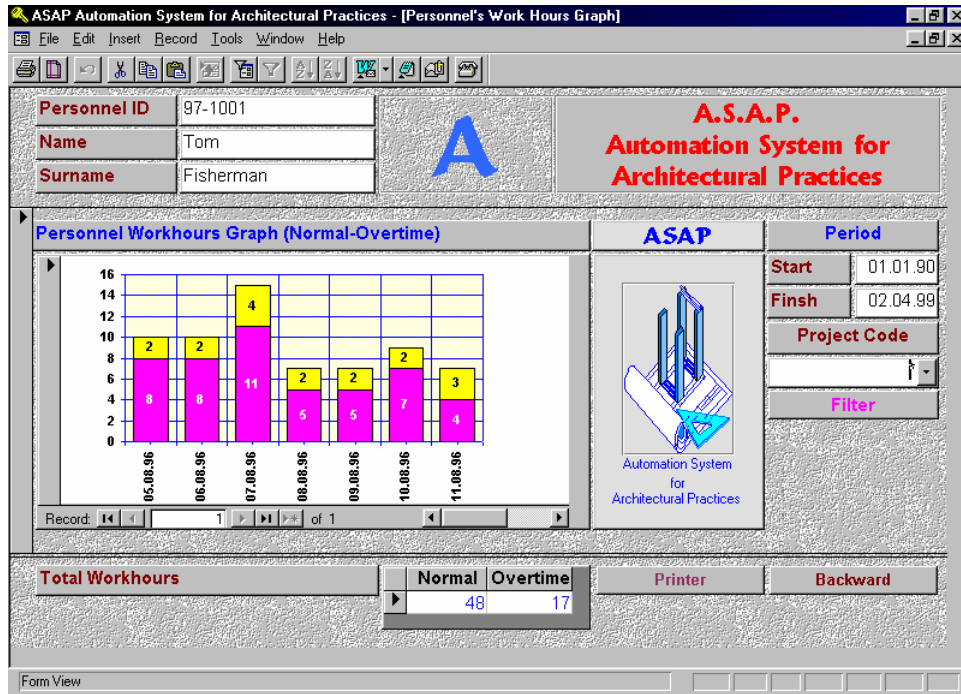 ASAP Automation System for Architectural Practices - [Personnel's Work Hours Graph]
File Edit Insert Record Tools Window Help
Personnel ID 97-1001
Name Tom
Surname Fisherman
A
A.S.A.P.
Automation System for
Architectural Practices
Personnel Workhours Graph (Normal-Overtime)
16
14
12
10
8
6
4
2
0
2 2 4 2 2 2 3
8 8 11 5 5 7 4
05.08.96 06.08.96 07.08.96 08.08.96 09.08.96 10.08.96 11.08.96
Record: 1 of 1
ASAP
Automation System
for
Architectural Practices
Period
Start 01.01.90
Finsh 02.04.99
Project Code
Filter
Total Workhours
Normal Overtime
48 17
Printer
Backward
Form View